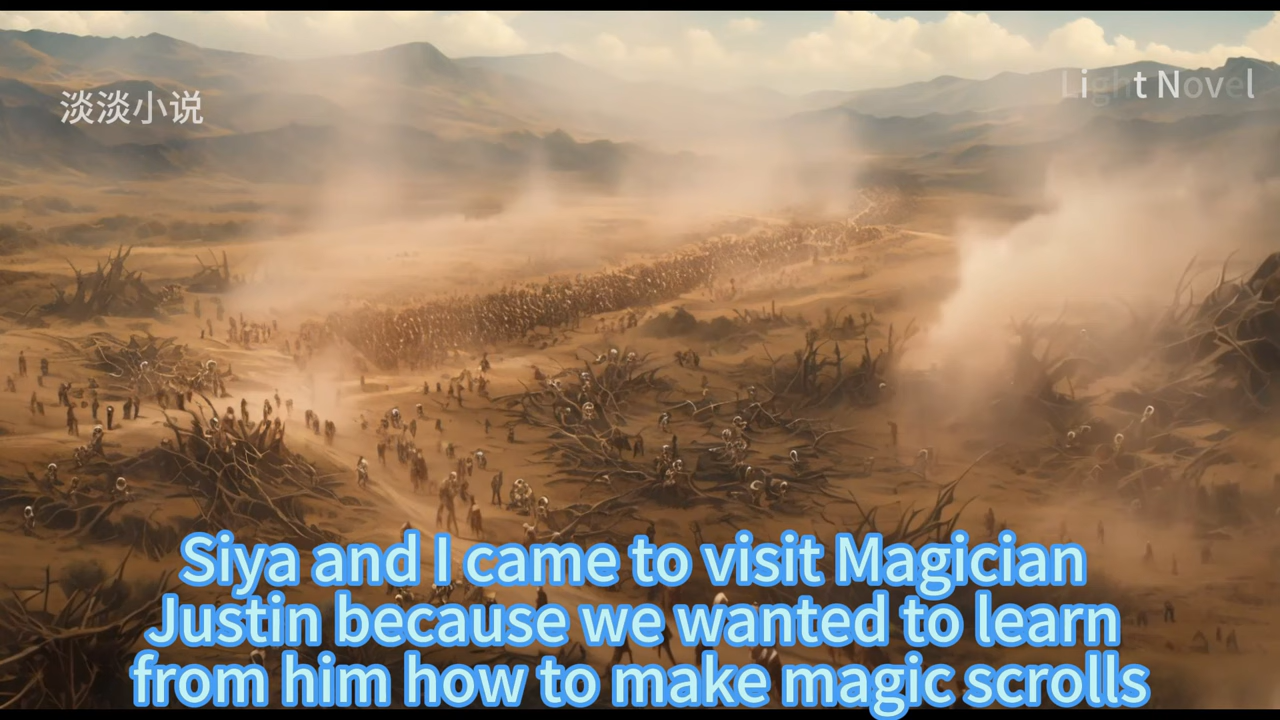 淡淡小说
Light Novel
Siya and I came to visit Magician
Justin because we wanted to learn
from him how to make magic scrolls